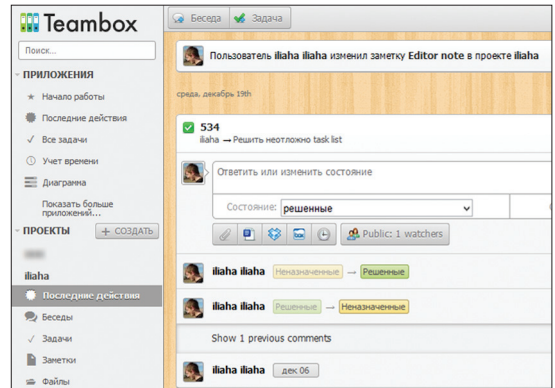 Teambox
Поиск...
ПРИЛОЖЕНИЯ
Начало работы
Последние действия
Все задачи
Учет времени
Диаграмма
Показать больше
приложений...
ПРОЕКТЫ
+ СОЗДАТЬ
iliaha
Последние действия
Беседы
Задачи
Заметки
Файлы
Беседа
Задача
Пользователь iliaha iliaha изменил заметку Editor note в проекте iliaha
среда, декабрь 19th
534
iliaha → Решить неотложно task list
Ответить или изменить состояние
Состояние: решенные
Public: 1 watchers
iliaha iliaha Неназначенные → Решенные
iliaha iliaha Решенные → Неназначенные
Show 1 previous comments
iliaha iliaha дек 06